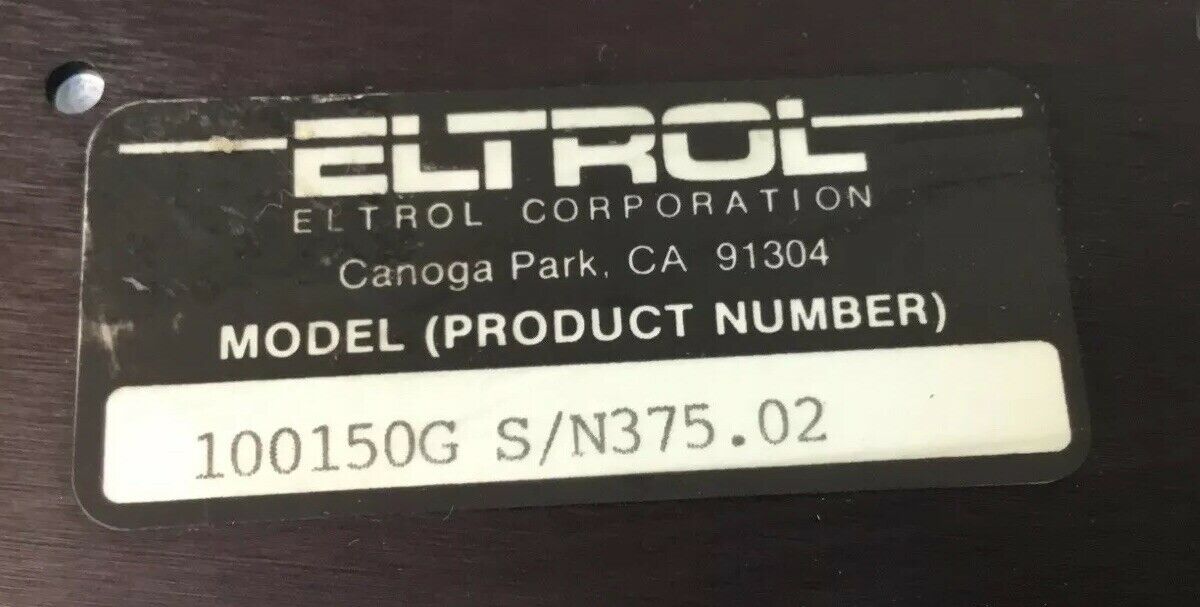 ELTROL
ELTROL CORPORATION
Canoga Park, CA 91304
MODEL (PRODUCT NUMBER)
100150G S/N375.02